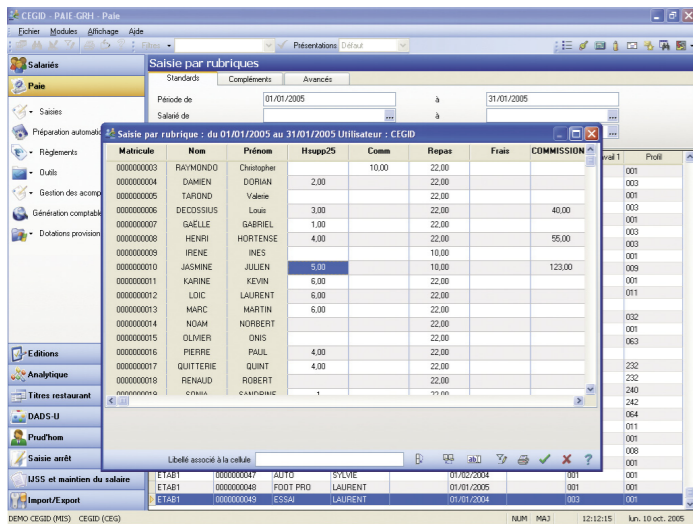 CEGID - PAIE-GRH - Paie
Fichier Modules Affichage Aide
Filtres Présentations Défaut
Salariés
Paie
Saisies
Préparation automatic
Règlements
Outils
Gestion des acomp
Génération comptable
Dotations provision
Editions
Analytique
Titres restaurant
DADS-U
Prud'hom
Saisie arrêt
IJSS et maintien du salaire
Import/Export
Saisie par rubriques
Standards Compléments Avancés
Période de 01/01/2005 à 31/01/2005
Salarié de ... à ...
...
Saisie par rubrique : du 01/01/2005 au 31/01/2005 Utilisateur : CEGID
Matricule Nom Prénom Hsupp25 Comm Repas Frais COMMISSION
0000000003 RAYMONDO Christopher 10,00 22,00
0000000004 DAMIEN DORIAN 2,00 22,00
0000000005 TAROND Valerie 22,00
0000000006 DECOSSIUS Louis 3,00 22,00 40,00
0000000007 GAËLLE GABRIEL 1,00 22,00
0000000008 HENRI HORTENSE 4,00 22,00 55,00
0000000009 IRENE INES 10,00
0000000010 JASMINE JULIEN 5,00 10,00 123,00
0000000011 KARINE KEVIN 6,00 22,00
0000000012 LOIC LAURENT 6,00 22,00
0000000013 MARC MARTIN 6,00 22,00
0000000014 NOAM NORBERT 22,00
0000000015 OLIVIER ONIS 22,00
0000000016 PIERRE PAUL 4,00 22,00
0000000017 QUITTERIE QUINT 4,00 22,00
0000000018 RENAUD ROBERT 22,00
0000000019 SONIA SANDRINE 1 22,00
Libellé associé à la cellule
vail 1 Profil
001
003
001
003
001
003
003
001
009
001
011
032
001
063
232
232
240
242
064
011
001
008
001
ETAB1 0000000047 AUTO SYLVIE 01/02/2004 001 001
ETAB1 0000000048 FOOT PRO LAURENT 01/01/2005 001 001
ETAB1 0000000049 ESSAI LAURENT 01/01/2004 003 001
DEMO CEGID (MIS) CEGID (CEG) NUM MAJ 12:12:15 lun. 10 oct. 2005